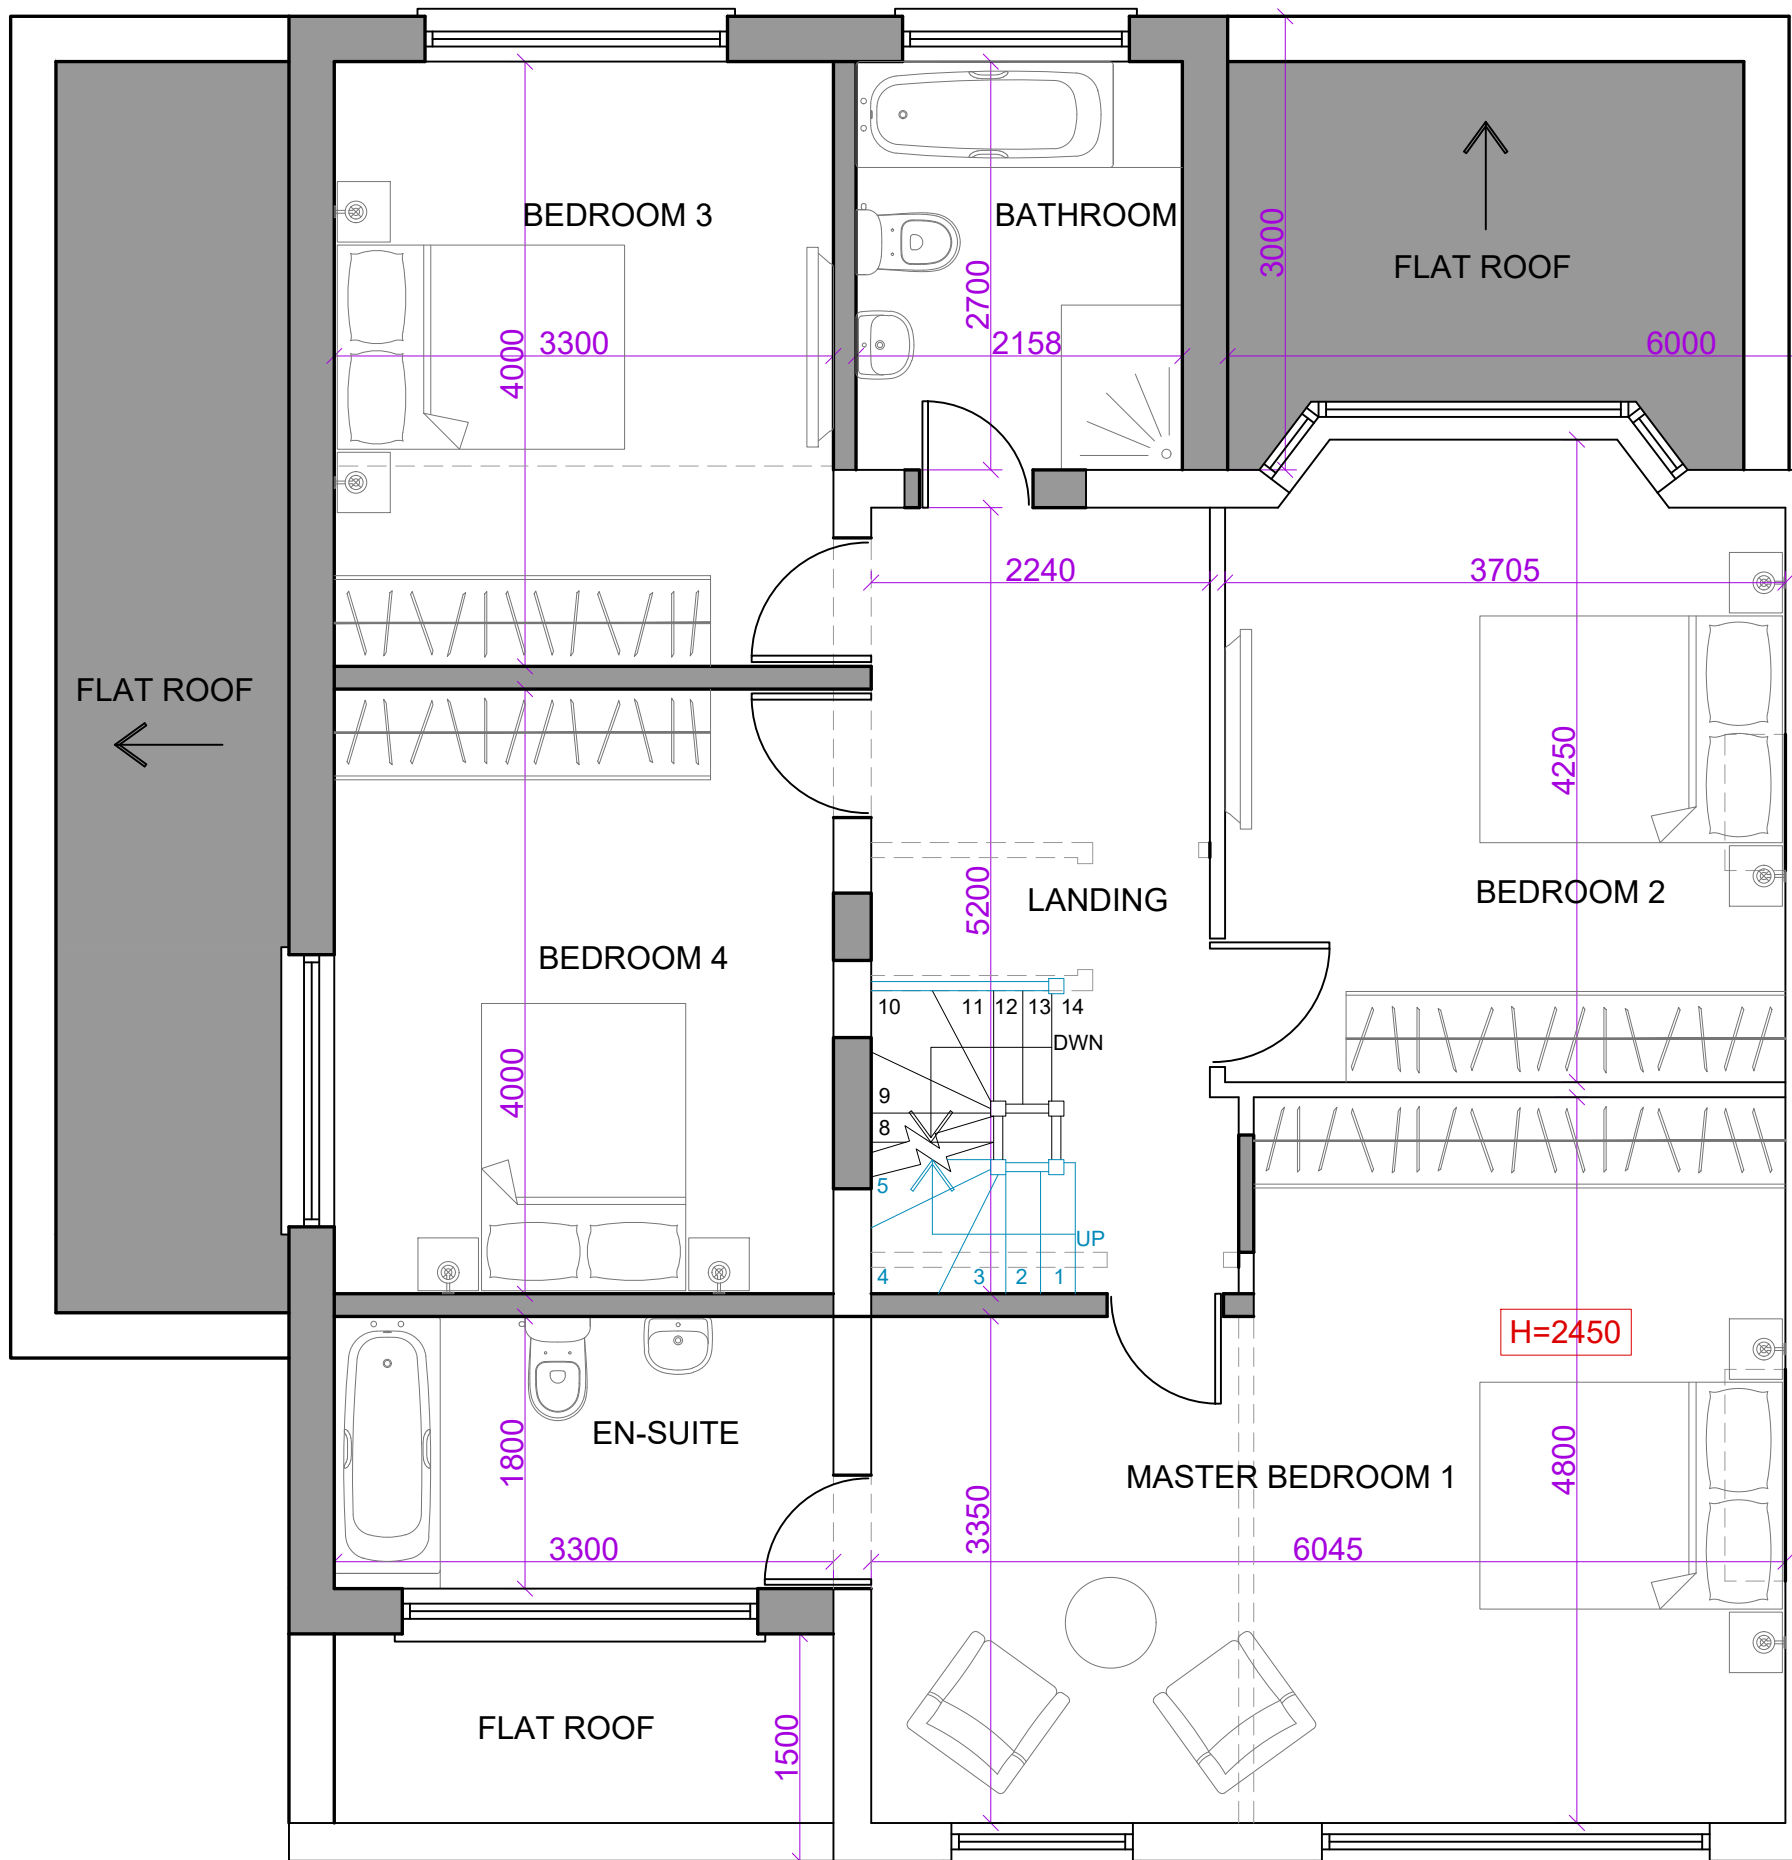 BEDROOM 3
BATHROOM
3000
FLAT ROOF
2700
4000
3300
2158
6000
2240
3705
FLAT ROOF
4250
5200
LANDING
BEDROOM 2
BEDROOM 4
10
11
12
13
14
DWN
4000
9
8
5
UP
4
3
2
1
H=2450
EN-SUITE
1800
MASTER BEDROOM 1
4800
3350
3300
6045
FLAT ROOF
1500